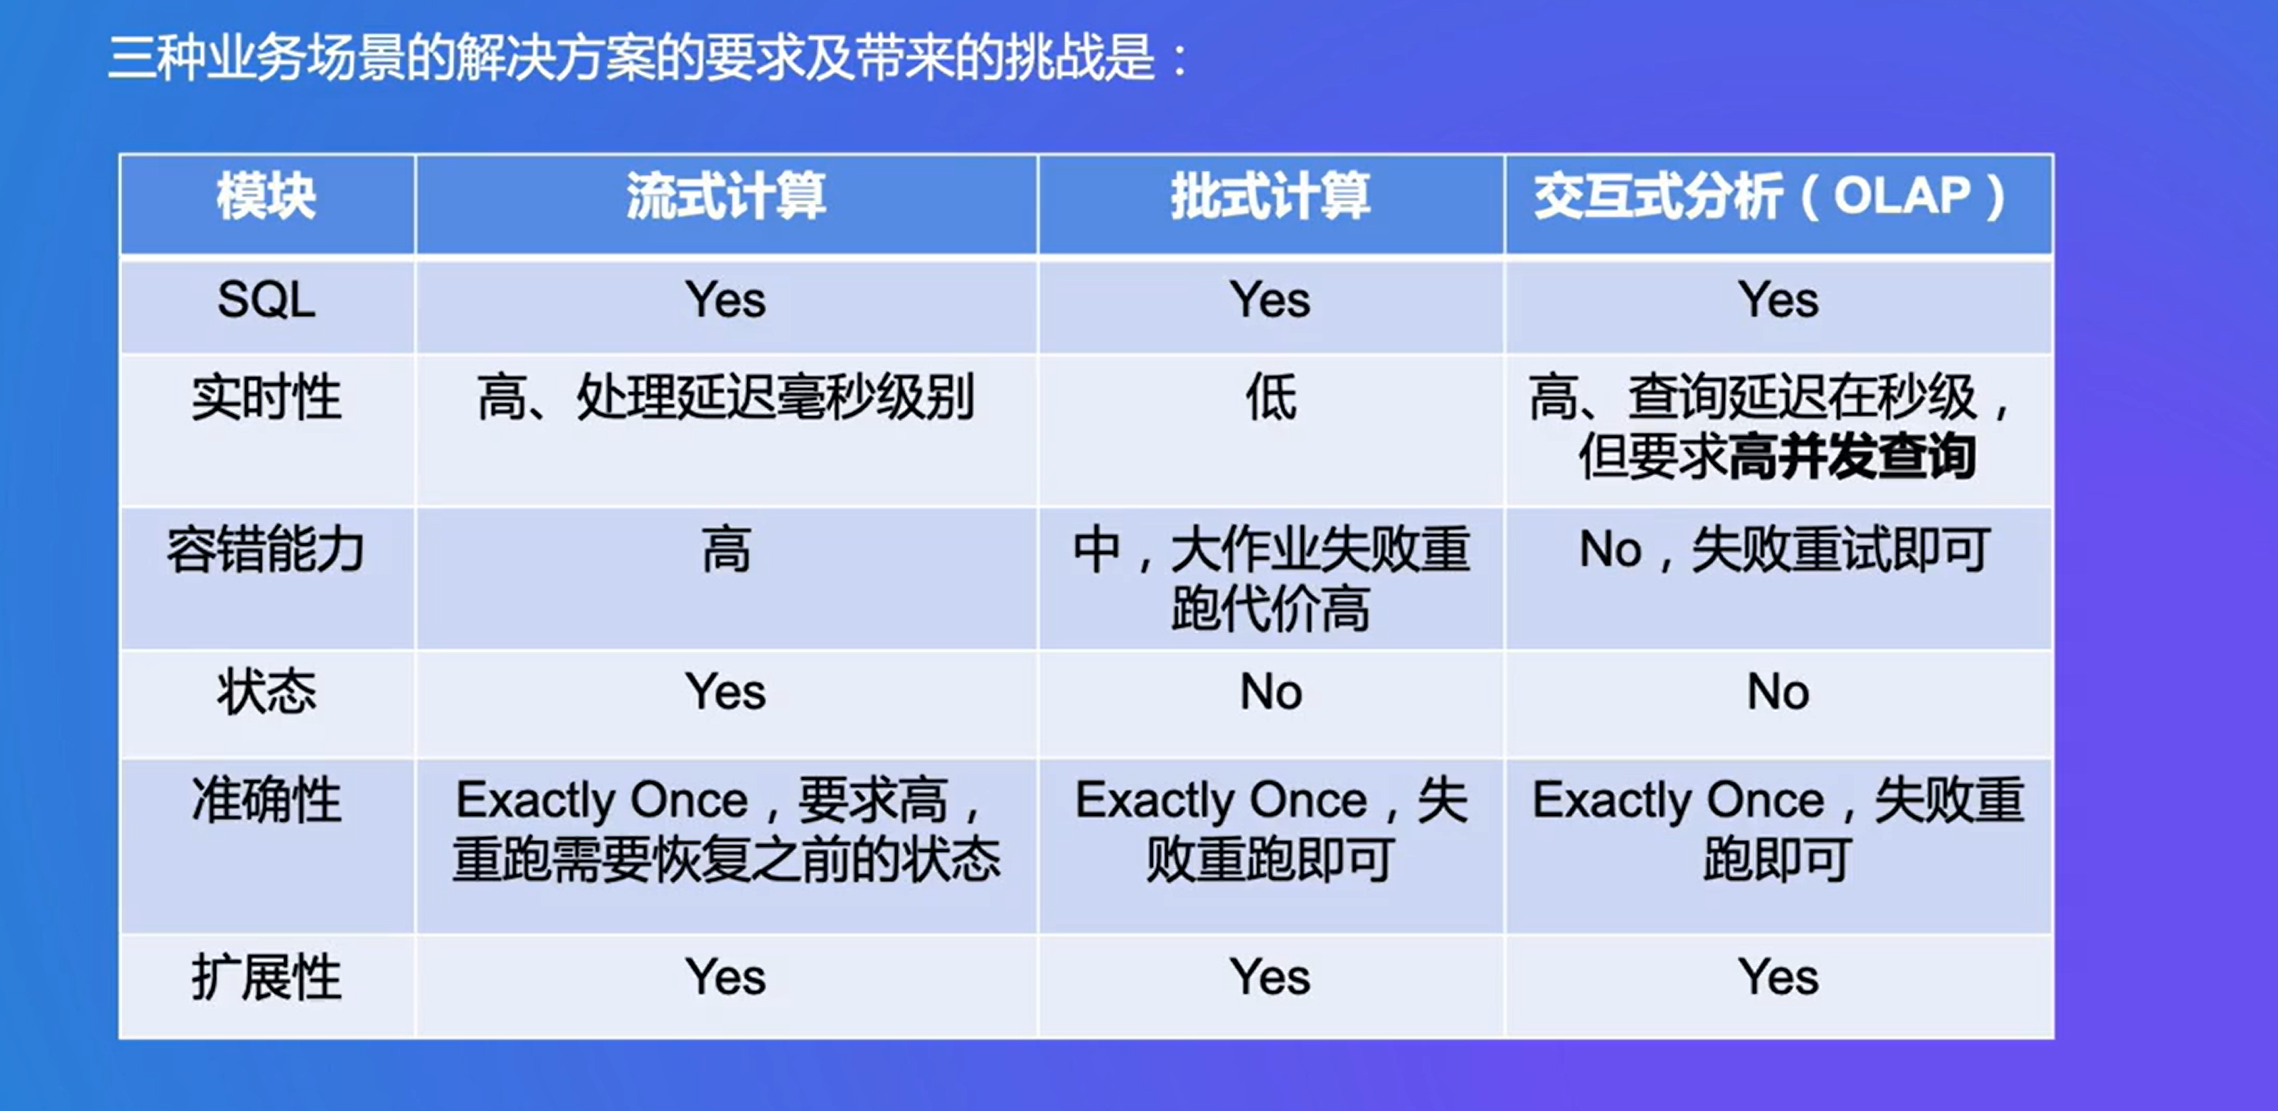 三种业务场景的解决方案的要求及带来的挑战是：
模块 流式计算 批式计算 交互式分析（OLAP）
SQL Yes Yes Yes
实时性 高、处理延迟毫秒级别 低 高、查询延迟在秒级，
但要求高并发查询
容错能力 高 中，大作业失败重 No，失败重试即可
跑代价高
状态 Yes No No
准确性 Exactly Once，要求高， Exactly Once，失 Exactly Once，失败重
重跑需要恢复之前的状态 败重跑即可 跑即可
扩展性 Yes Yes Yes